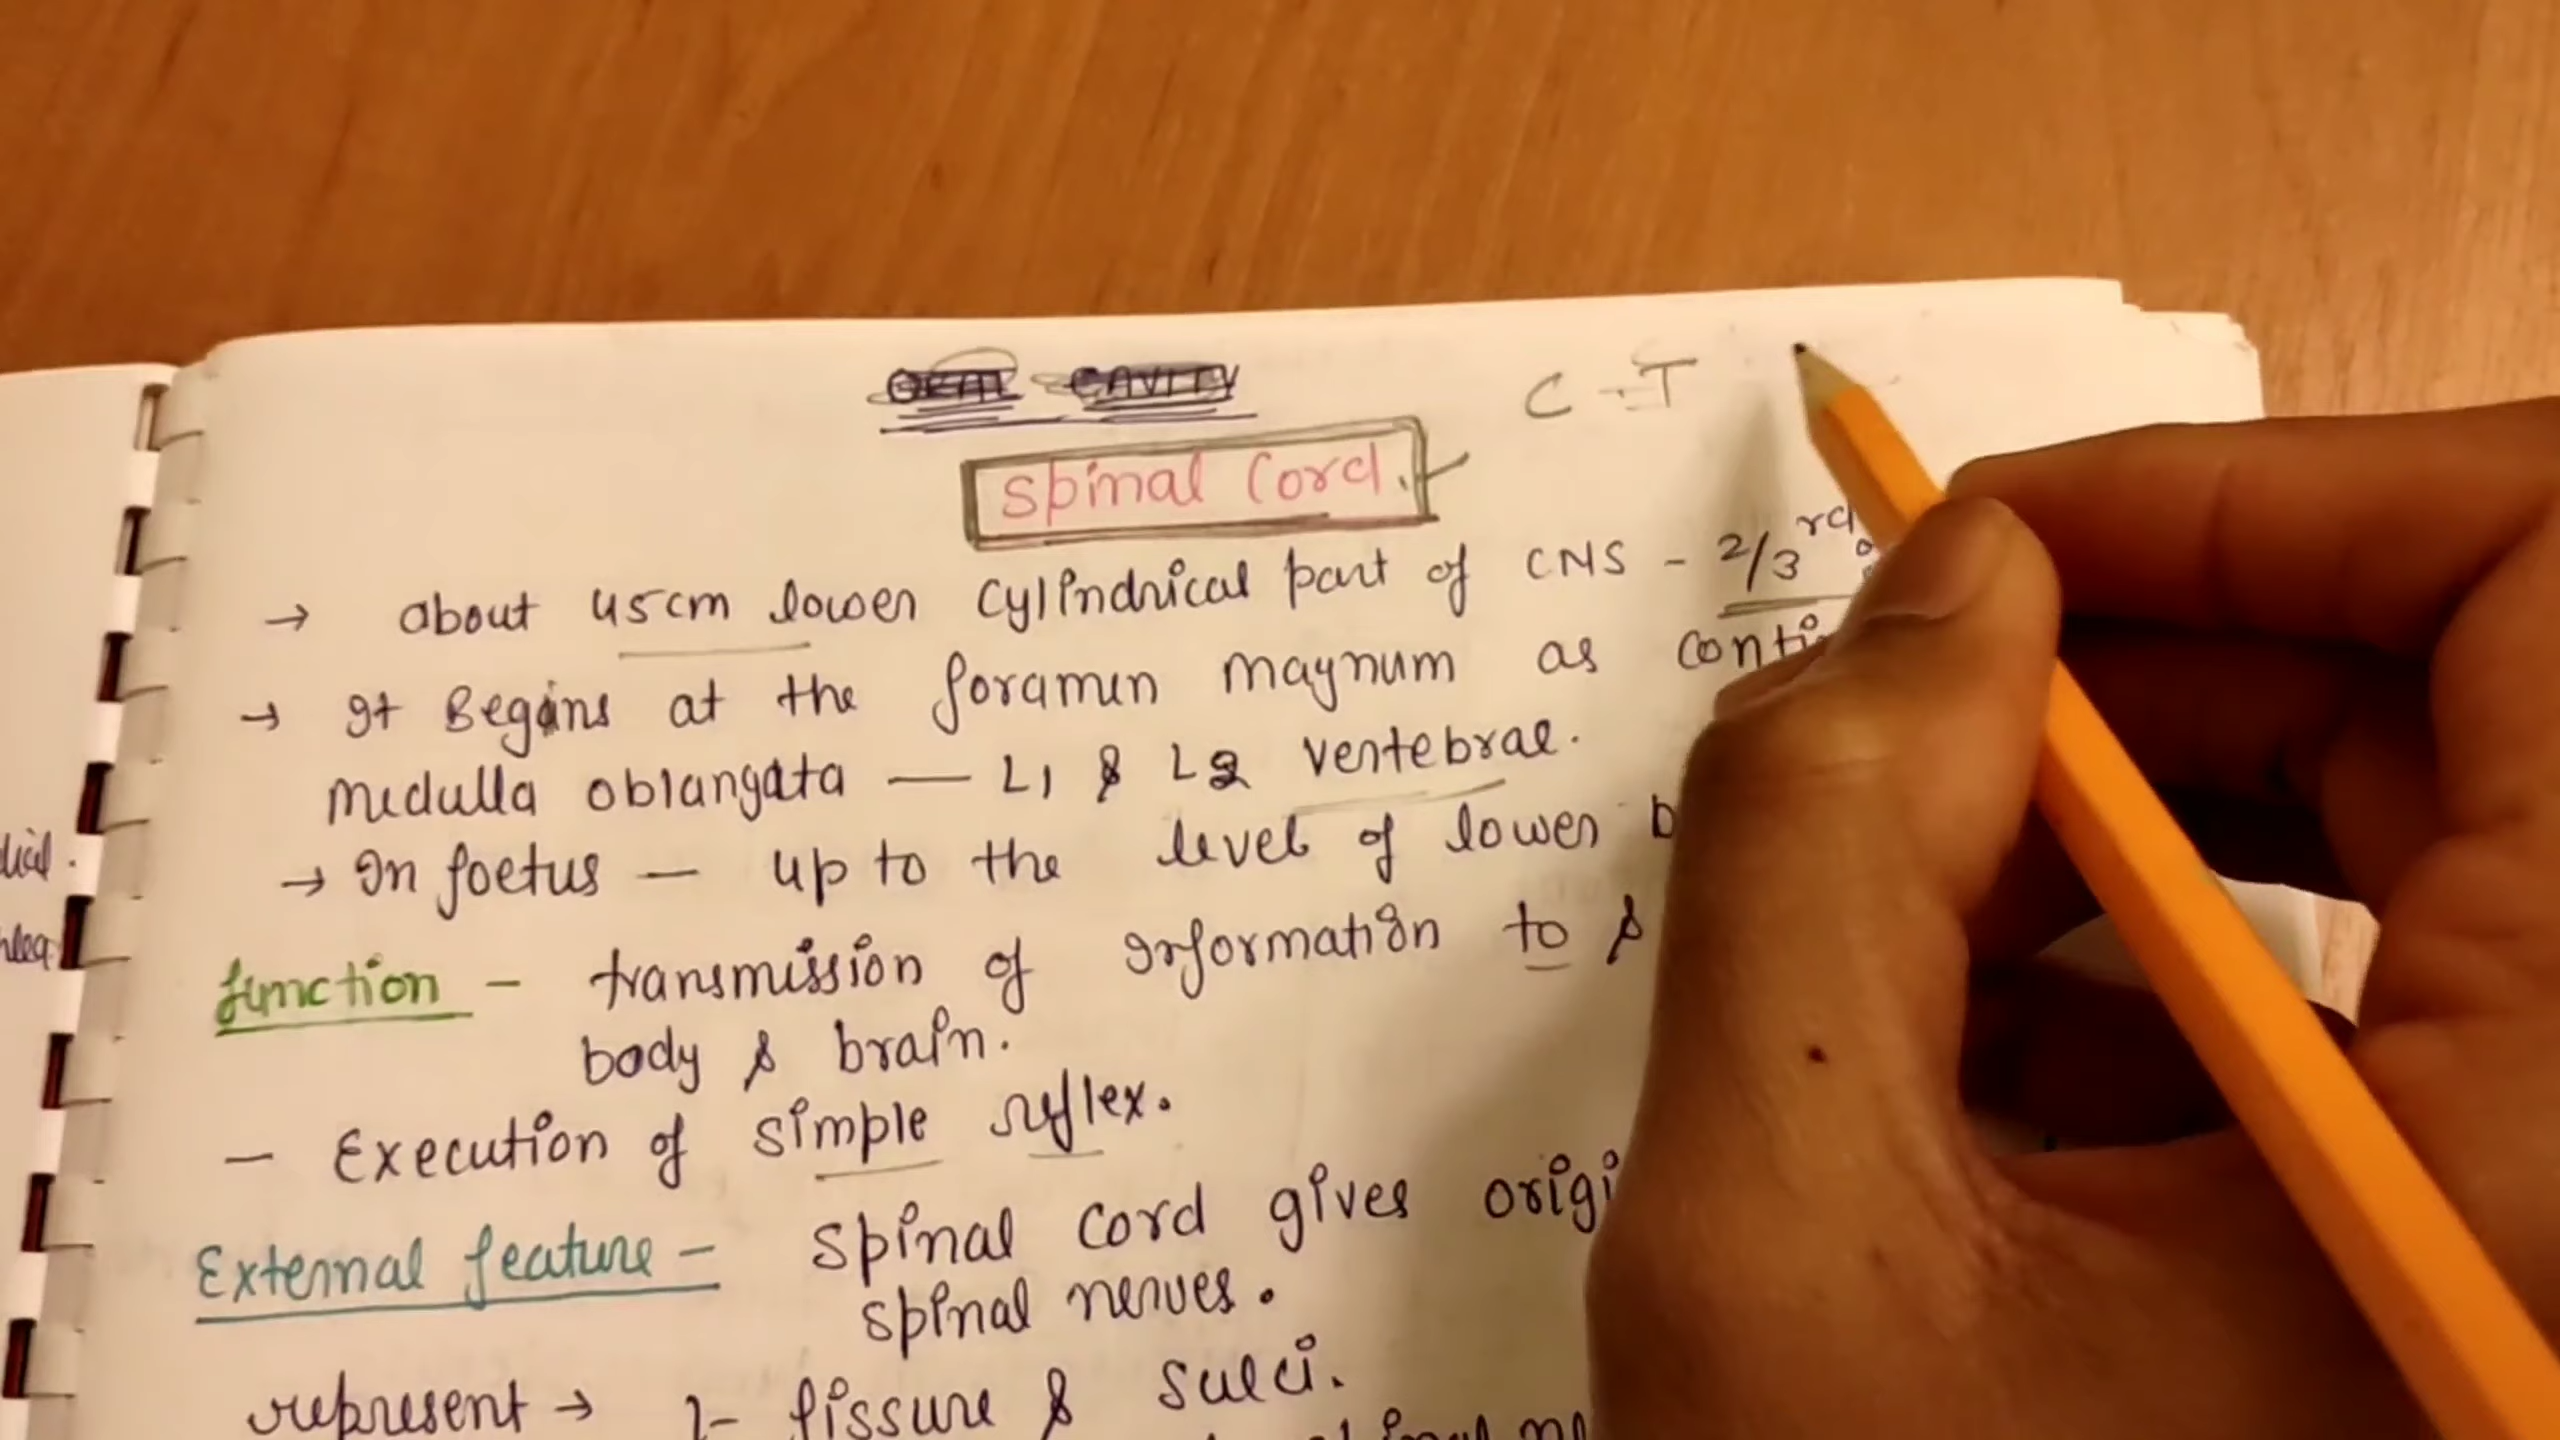 ORAL CAVITY
C - T
Spinal Cord.
→ about 45cm lower Cylindrical part of CNS - 2/3rd
→ It Begins at the foramen maynum as conti
medulla oblangata — L1 & L2 vertebrae.
→ In foetus — up to the level of lower b
function - transmission of information to &
body & brain.
- Execution of simple reflex.
External feature - spinal cord gives origi
spinal nerves.
represent → 1- fissure & sulci.
dial.